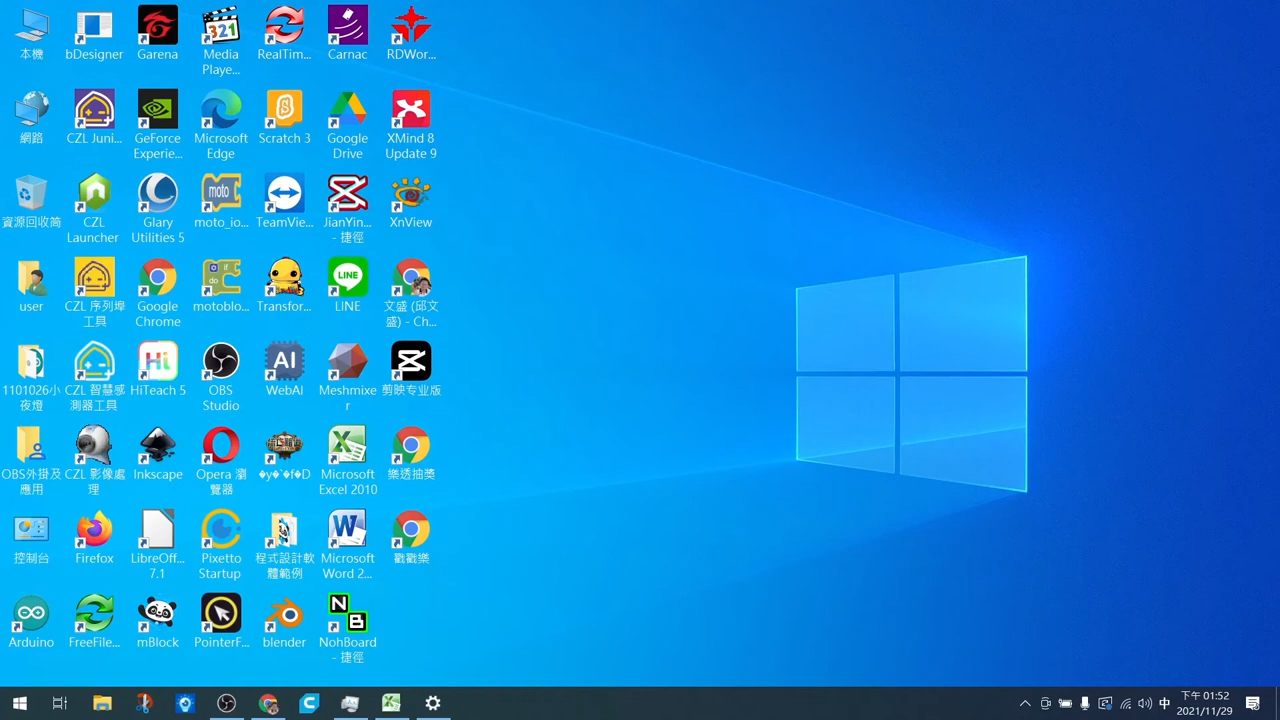 本機
bDesigner
Garena
Media
Playe...
RealTim...
Carnac
RDWor...
網路
CZL Juni...
GeForce
Experie...
Microsoft
Edge
Scratch 3
Google
Drive
XMind 8
Update 9
資源回收筒
CZL
Launcher
Glary
Utilities 5
moto
moto_io...
TeamVie...
JianYin...
- 捷徑
XnView
user
CZL 序列埠
工具
Google
Chrome
if
do
motoblo...
Transfor...
LINE
LINE
文盛 (邱文
盛) - Ch...
1101026小
夜燈
CZL 智慧感
測器工具
Hi
HiTeach 5
OBS
Studio
AI
WebAI
Meshmixe
r
剪映专业版
OBS外掛及
應用
CZL 影像處
理
Inkscape
Opera 瀏
覽器
�y�ˆ�f�D
Microsoft
Excel 2010
樂透抽獎
控制台
Firefox
LibreOff...
7.1
Pixetto
Startup
程式設計軟
體範例
Microsoft
Word 2...
戳戳樂
Arduino
FreeFile...
mBlock
PointerF...
blender
N
B
NohBoard
- 捷徑
中
下午 01:52
2021/11/29